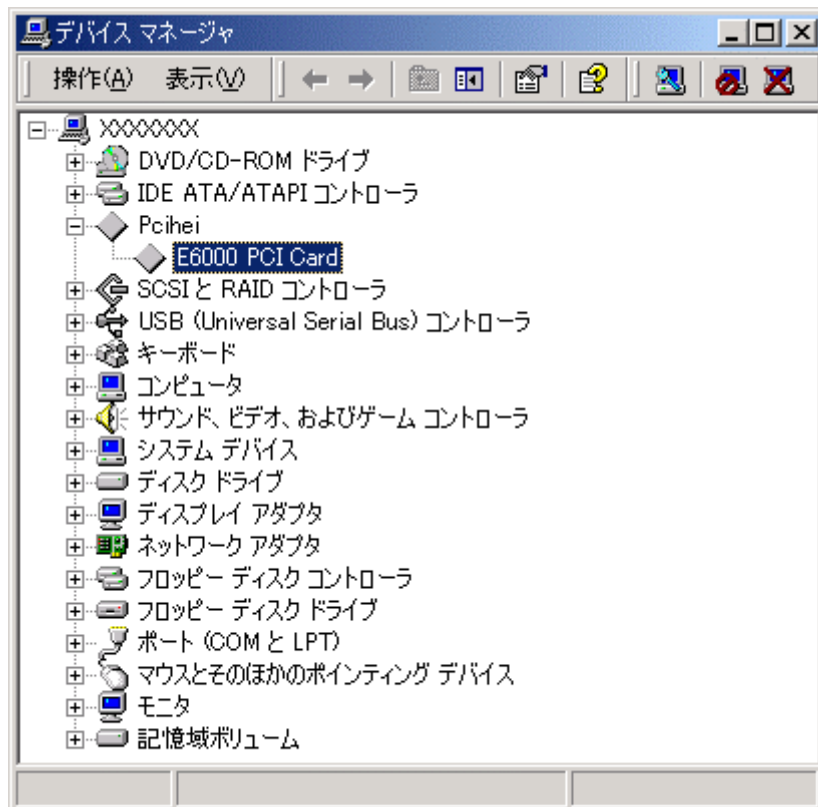 デバイス マネージャ
操作(A) 表示(V)
XXXXXXX
DVD/CD-ROM ドライブ
IDE ATA/ATAPI コントローラ
Pcihei
E6000 PCI Card
SCSI と RAID コントローラ
USB (Universal Serial Bus) コントローラ
キーボード
コンピュータ
サウンド、ビデオ、およびゲーム コントローラ
システム デバイス
ディスク ドライブ
ディスプレイ アダプタ
ネットワーク アダプタ
フロッピー ディスク コントローラ
フロッピー ディスク ドライブ
ポート (COM と LPT)
マウスとそのほかのポインティング デバイス
モニタ
記憶域ボリューム